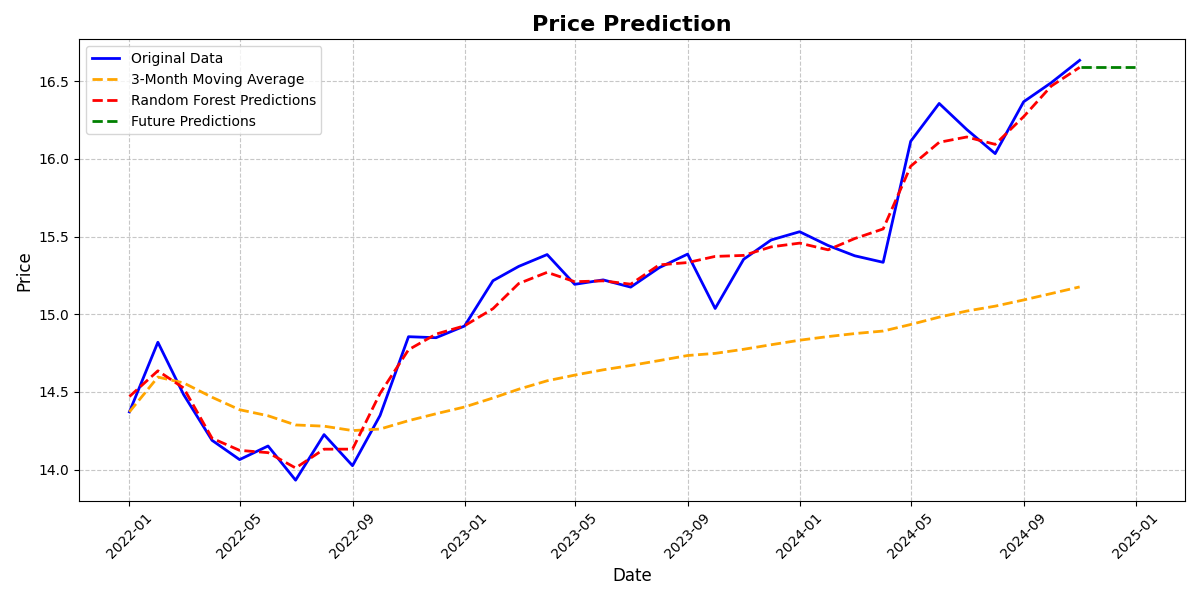 Price Prediction
Original Data
3-Month Moving Average
Random Forest Predictions
Future Predictions
16.5
16.0
15.5
15.0
14.5
14.0
Price
2022-01
2022-05
2022-09
2023-01
2023-05
2023-09
2024-01
2024-05
2024-09
2025-01
Date